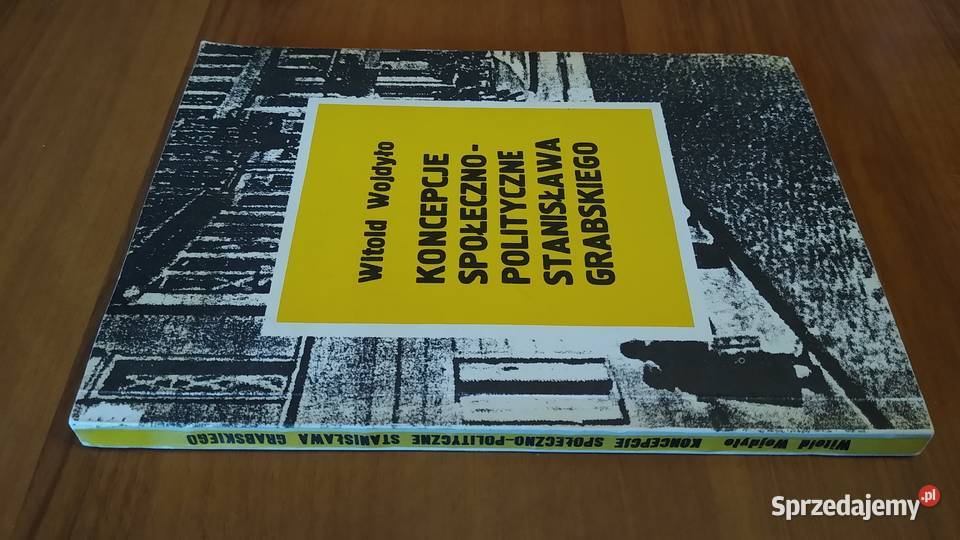 Witold Wojdyło
KONCEPCJE
SPOŁECZNO-
POLITYCZNE
STANISŁAWA
GRABSKIEGO
Witold Wojdyło KONCEPCJE SPOŁECZNO-POLITYCZNE STANISŁAWA GRABSKIEGO
Sprzedajemy.pl